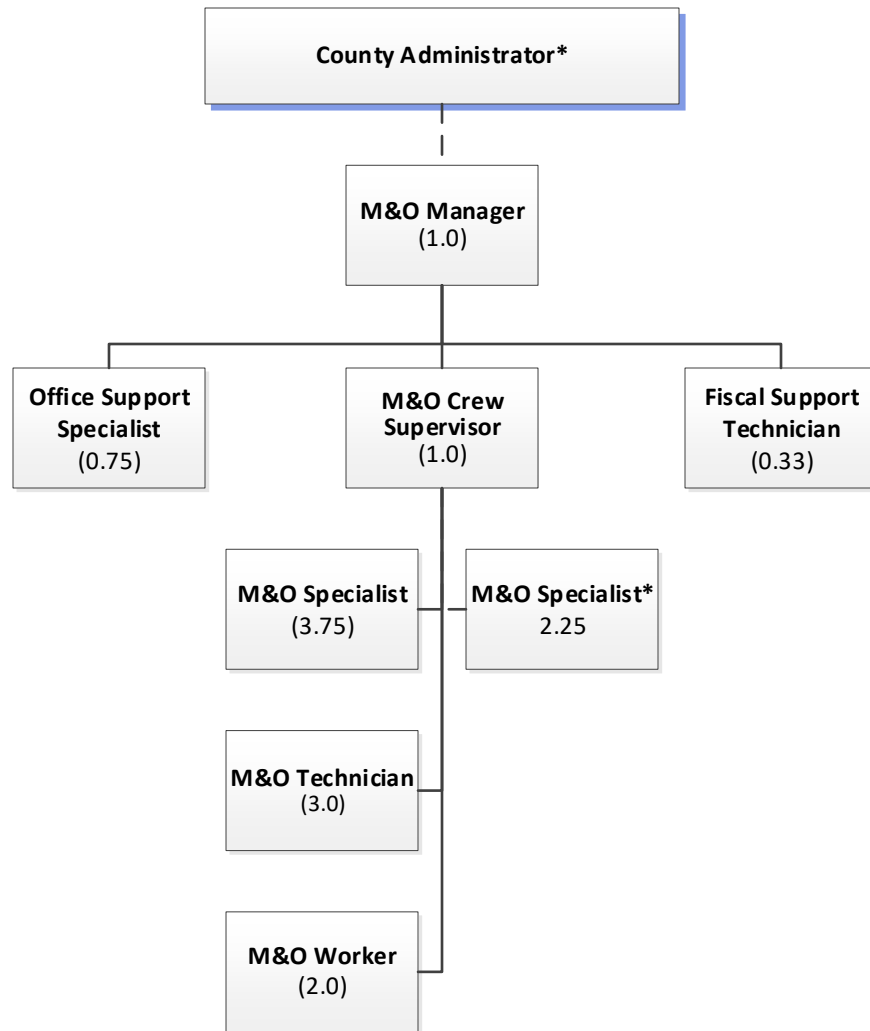 County Administrator*
M&O Manager
(1.0)
Office Support
Specialist
(0.75)
M&O Crew
Supervisor
(1.0)
Fiscal Support
Technician
(0.33)
M&O Specialist
(3.75)
M&O Specialist*
2.25
M&O Technician
(3.0)
M&O Worker
(2.0)